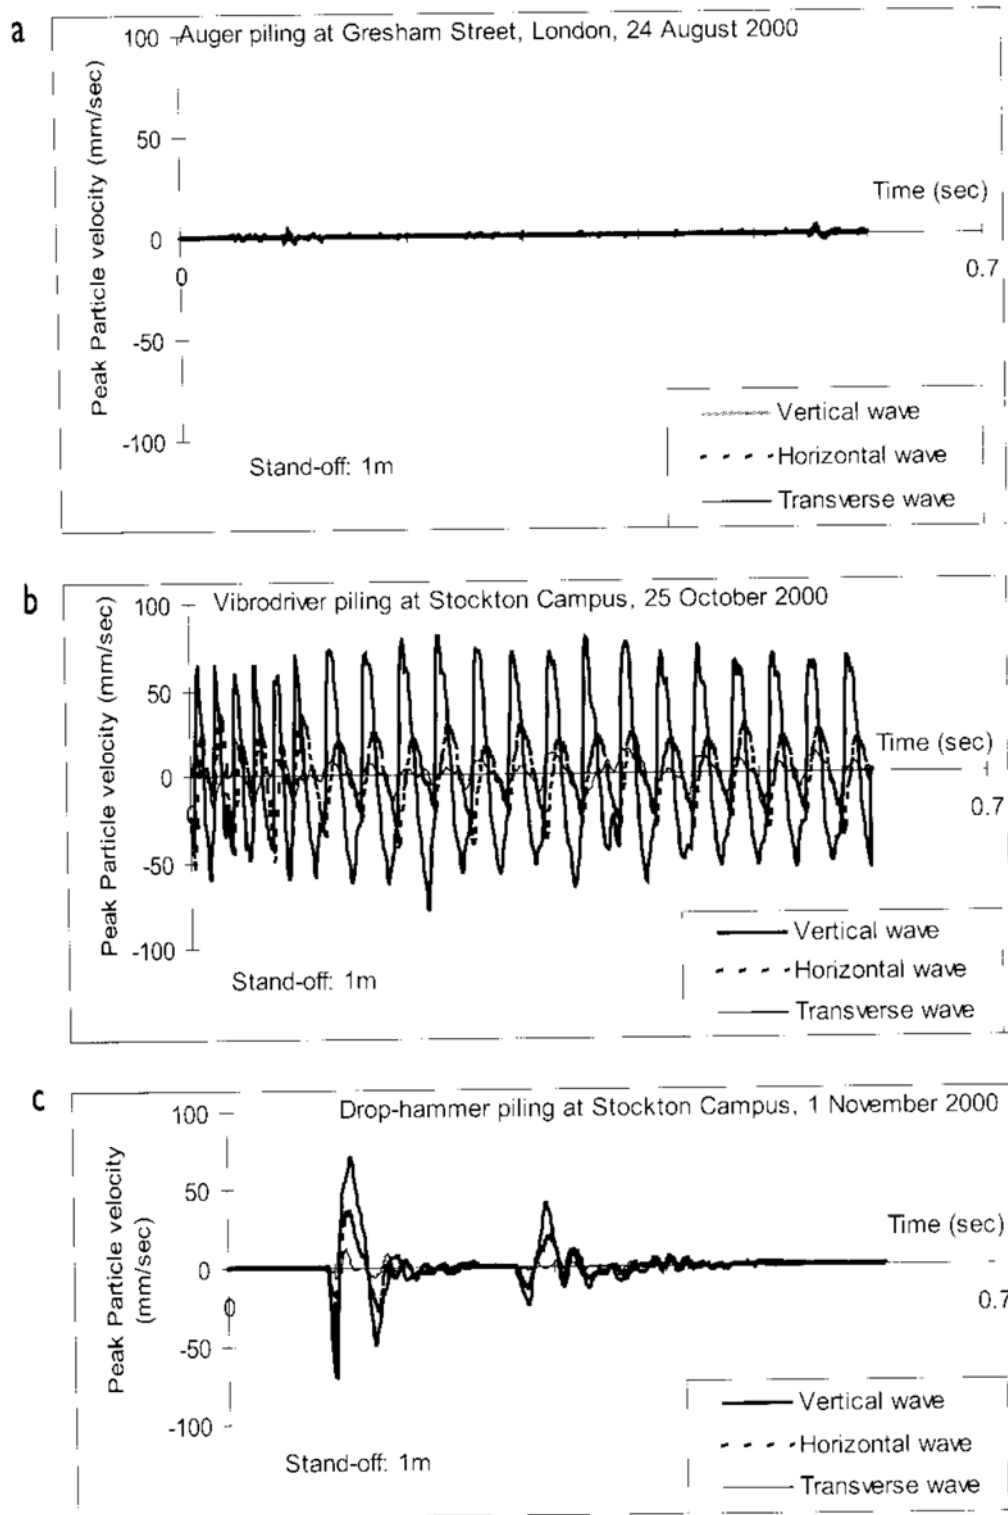 a
Auger piling at Gresham Street, London, 24 August 2000
Peak Particle velocity (mm/sec)
100
50
0
-50
-100
0
Time (sec)
0.7
Stand-off: 1m
Vertical wave
Horizontal wave
Transverse wave
b
Vibrodriver piling at Stockton Campus, 25 October 2000
Peak Particle velocity (mm/sec)
100
50
0
-50
-100
0
Time (sec)
0.7
Stand-off: 1m
Vertical wave
Horizontal wave
Transverse wave
c
Drop-hammer piling at Stockton Campus, 1 November 2000
Peak Particle velocity
(mm/sec)
100
50
0
-50
-100
0
Time (sec)
0.7
Stand-off: 1m
Vertical wave
Horizontal wave
Transverse wave